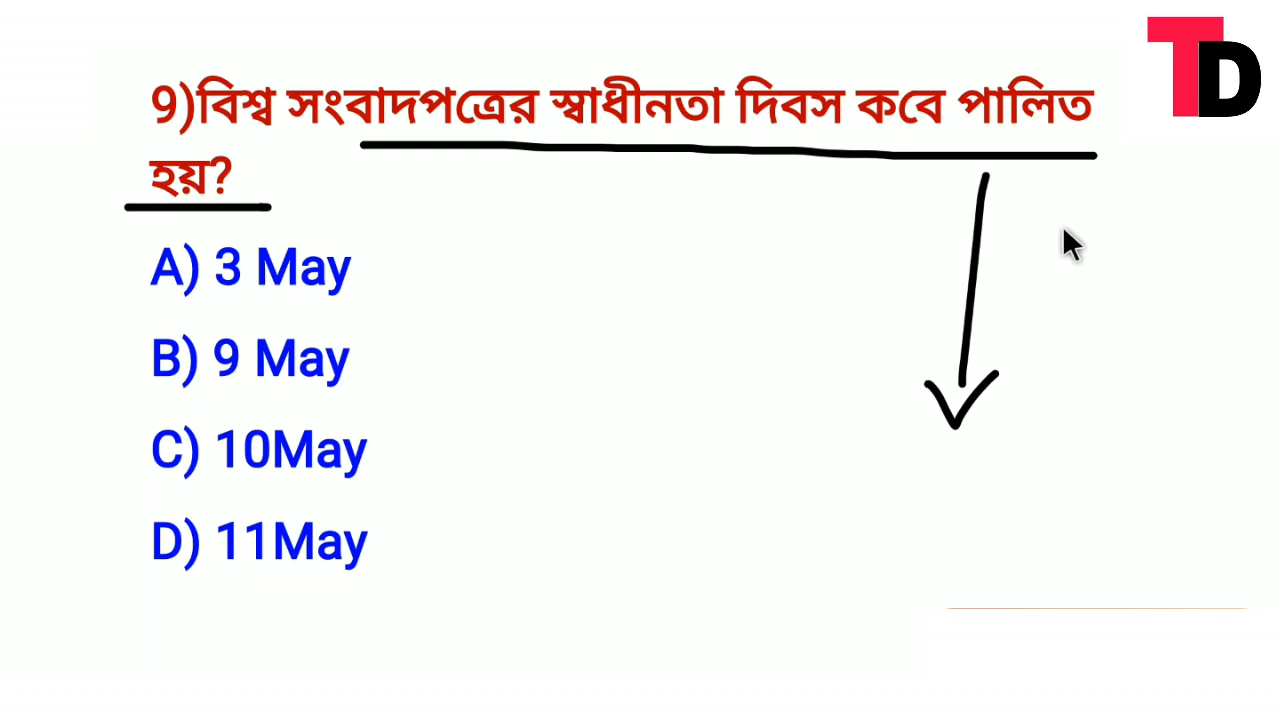 TD
9)বিশ্ব সংবাদপত্রের স্বাধীনতা দিবস কবে পালিত
হয়?
A) 3 May
B) 9 May
C) 10May
D) 11May